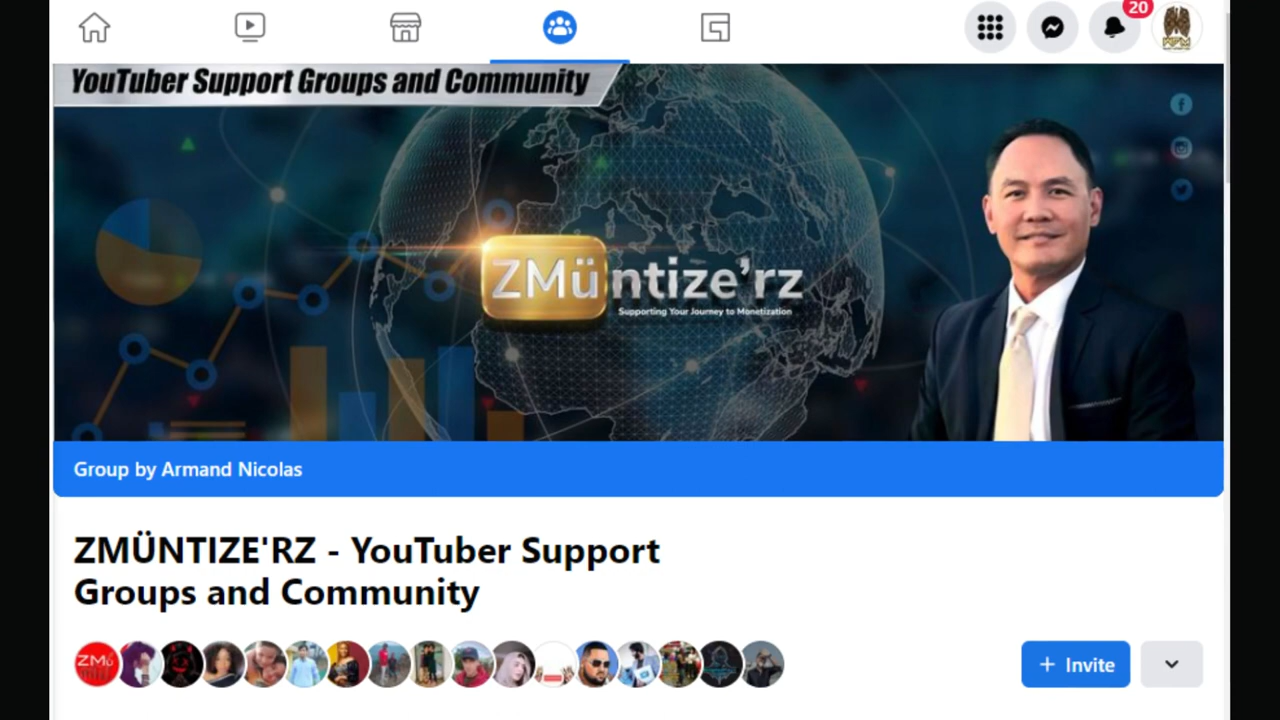 20
YouTuber Support Groups and Community
ZMüntize'rz
Supporting Your Journey to Monetization
Group by Armand Nicolas
ZMÜNTIZE'RZ - YouTuber Support
Groups and Community
ZMü
+ Invite